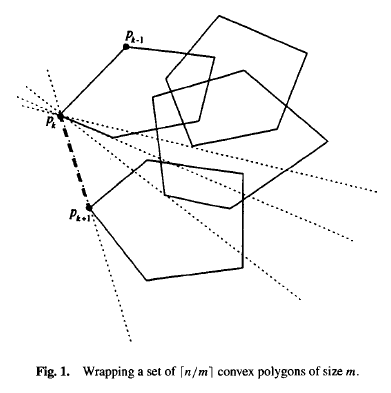 p_{k-1}
p_k
p_{k+1}
Fig. 1. Wrapping a set of ⌈n/m⌉ convex polygons of size m.